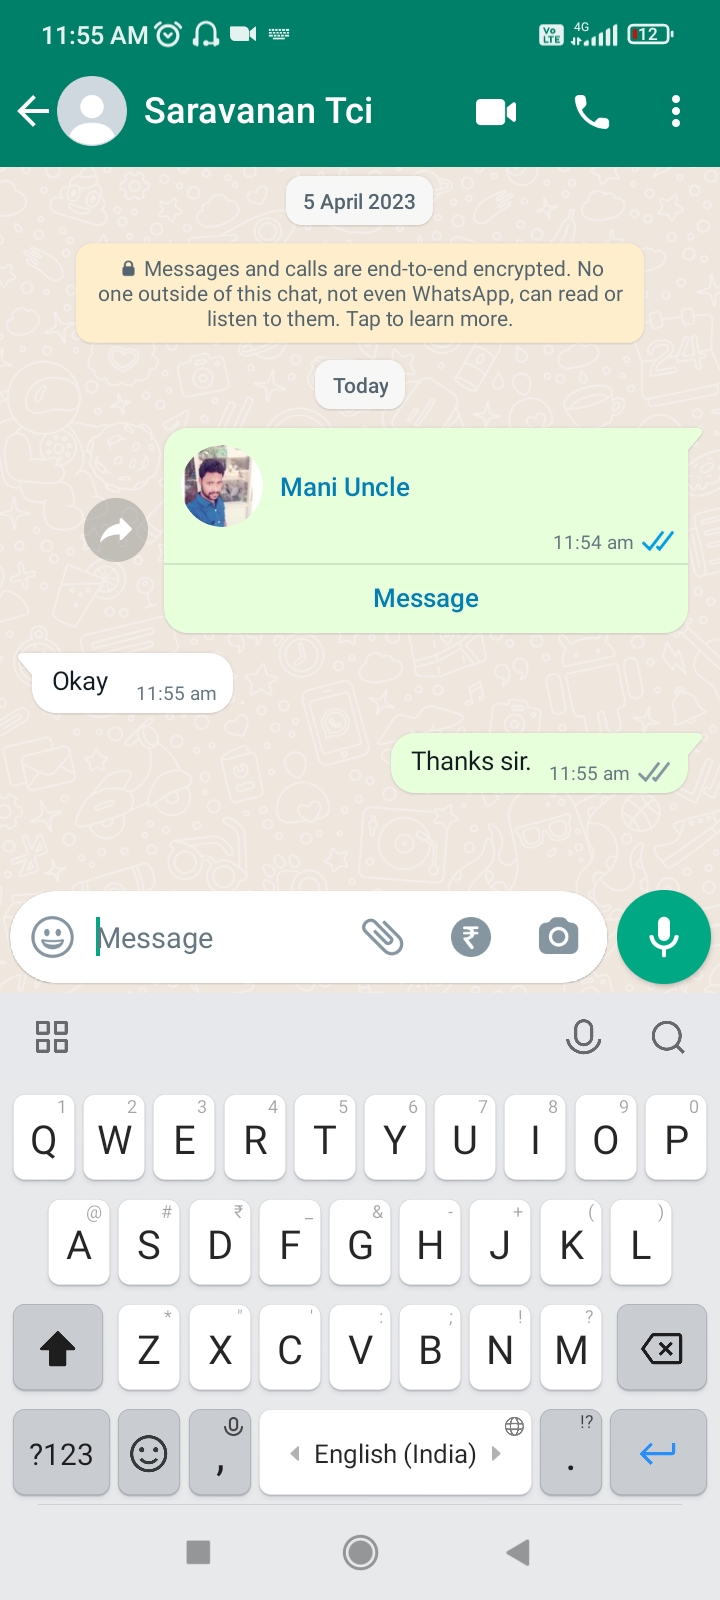 11:55 AM
Vo LTE 4G 12
Saravanan Tci
5 April 2023
Messages and calls are end-to-end encrypted. No
one outside of this chat, not even WhatsApp, can read or
listen to them. Tap to learn more.
Today
Mani Uncle
11:54 am
Message
Okay 11:55 am
Thanks sir. 11:55 am
Message
₹
1 2 3 4 5 6 7 8 9 0
Q W E R T Y U I O P
@ # ₹ _ & - + ( )
A S D F G H J K L
* " ' : ; ! ?
Z X C V B N M
!?
?123 , English (India) .